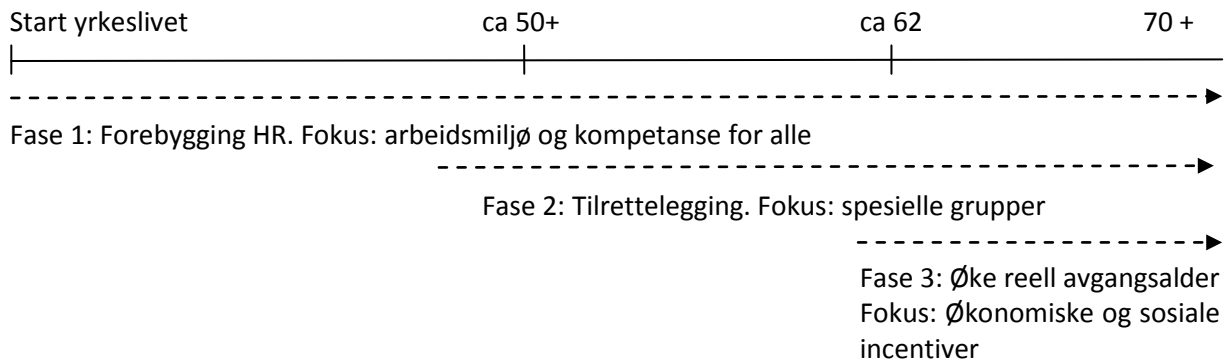 Start yrkeslivet ca 50+ ca 62 70 +
Fase 1: Forebygging HR. Fokus: arbeidsmiljø og kompetanse for alle
Fase 2: Tilrettelegging. Fokus: spesielle grupper
Fase 3: Øke reell avgangsalder
Fokus: Økonomiske og sosiale
incentiver